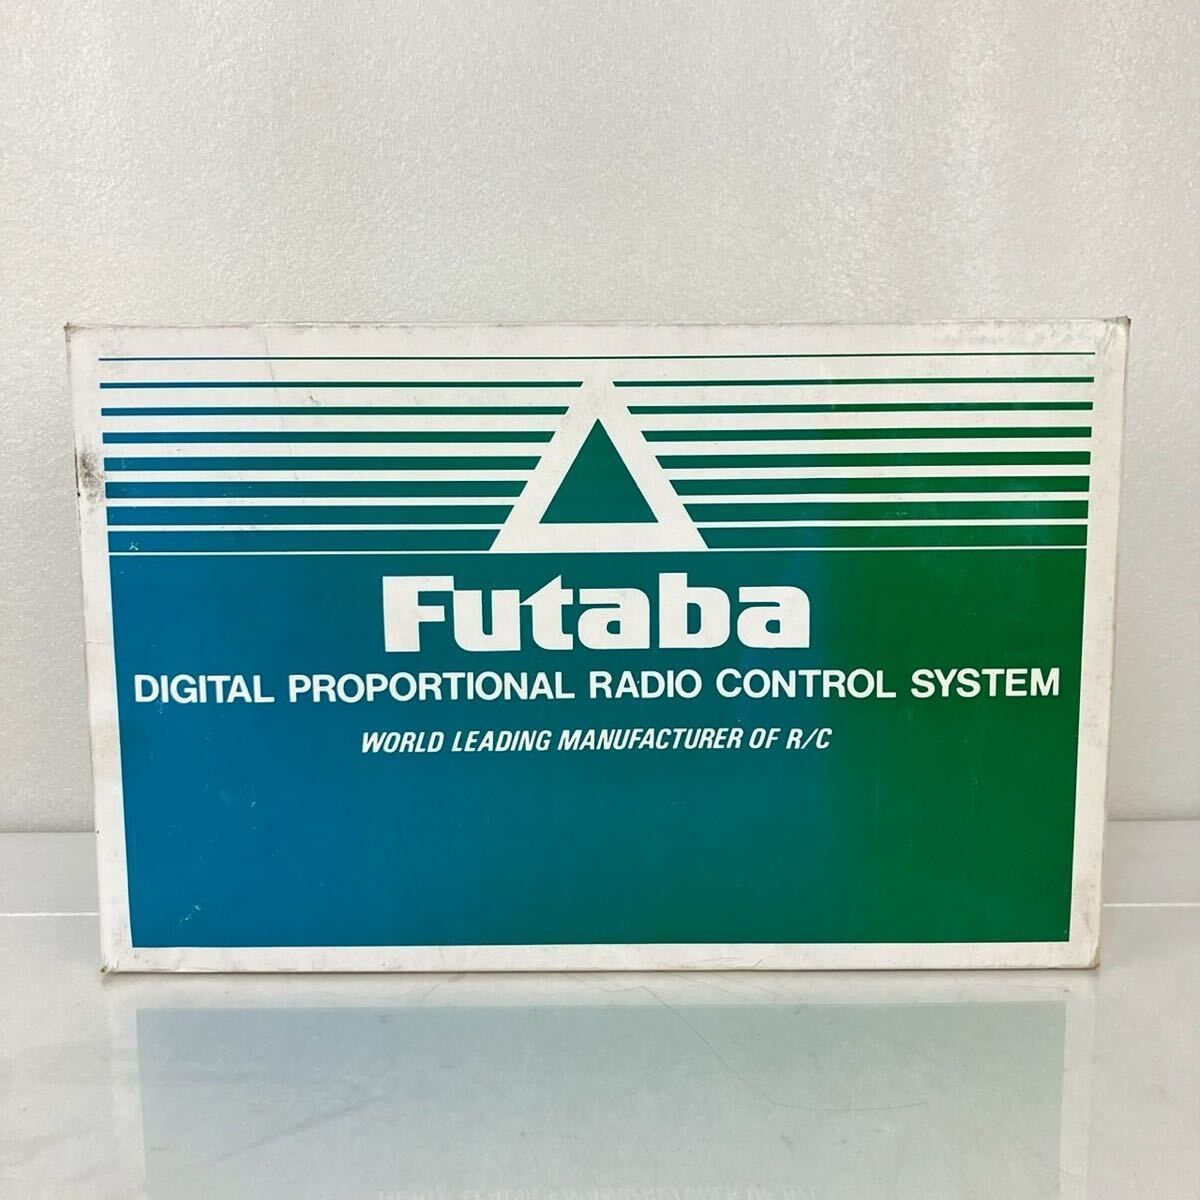 Futaba
DIGITAL PROPORTIONAL RADIO CONTROL SYSTEM
WORLD LEADING MANUFACTURER OF R/C